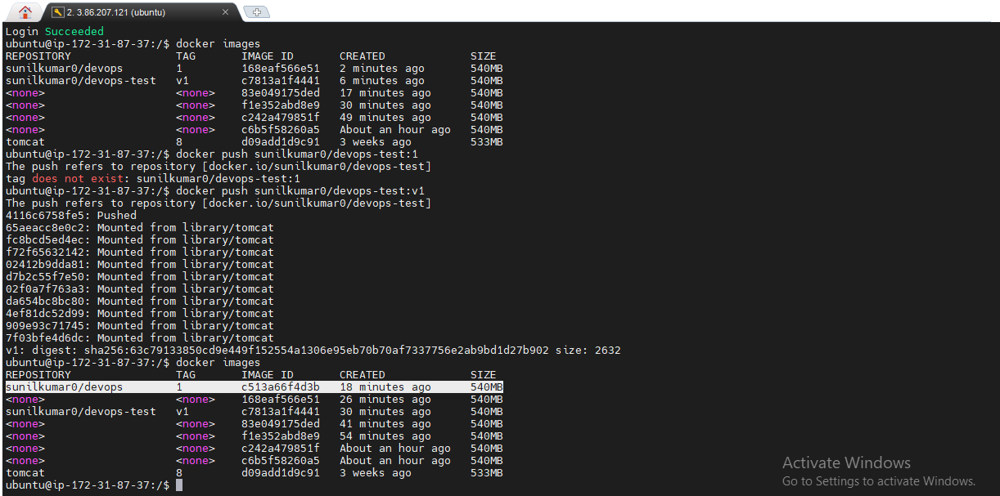 2. 3.86.207.121 (ubuntu)
Login Succeeded
ubuntu@ip-172-31-87-37:/$ docker images
REPOSITORY TAG IMAGE ID CREATED SIZE
sunilkumar0/devops 1 168eaf566e51 2 minutes ago 540MB
sunilkumar0/devops-test v1 c7813a1f4441 6 minutes ago 540MB
<none> <none> 83e049175ded 17 minutes ago 540MB
<none> <none> f1e352abd8e9 30 minutes ago 540MB
<none> <none> c242a479851f 49 minutes ago 540MB
<none> <none> c6b5f58260a5 About an hour ago 540MB
tomcat 8 d09add1d9c91 3 weeks ago 533MB
ubuntu@ip-172-31-87-37:/$ docker push sunilkumar0/devops-test:1
The push refers to repository [docker.io/sunilkumar0/devops-test]
tag does not exist: sunilkumar0/devops-test:1
ubuntu@ip-172-31-87-37:/$ docker push sunilkumar0/devops-test:v1
The push refers to repository [docker.io/sunilkumar0/devops-test]
4116c6758fe5: Pushed
65aeacc8e0c2: Mounted from library/tomcat
fc8bcd5ed4ec: Mounted from library/tomcat
f72f65632142: Mounted from library/tomcat
02412b9dda81: Mounted from library/tomcat
d7b2c55f7e50: Mounted from library/tomcat
02f0a7f763a3: Mounted from library/tomcat
da654bc8bc80: Mounted from library/tomcat
4ef81dc52d99: Mounted from library/tomcat
909e93c71745: Mounted from library/tomcat
7f03bfe4d6dc: Mounted from library/tomcat
v1: digest: sha256:63c79133850cd9e449f152554a1306e95eb70b70af7337756e2ab9bd1d27b902 size: 2632
ubuntu@ip-172-31-87-37:/$ docker images
REPOSITORY TAG IMAGE ID CREATED SIZE
sunilkumar0/devops 1 c513a66f4d3b 18 minutes ago 540MB
<none> <none> 168eaf566e51 26 minutes ago 540MB
sunilkumar0/devops-test v1 c7813a1f4441 30 minutes ago 540MB
<none> <none> 83e049175ded 41 minutes ago 540MB
<none> <none> f1e352abd8e9 54 minutes ago 540MB
<none> <none> c242a479851f About an hour ago 540MB
<none> <none> c6b5f58260a5 About an hour ago 540MB
tomcat 8 d09add1d9c91 3 weeks ago 533MB
ubuntu@ip-172-31-87-37:/$
Activate Windows
Go to Settings to activate Windows.